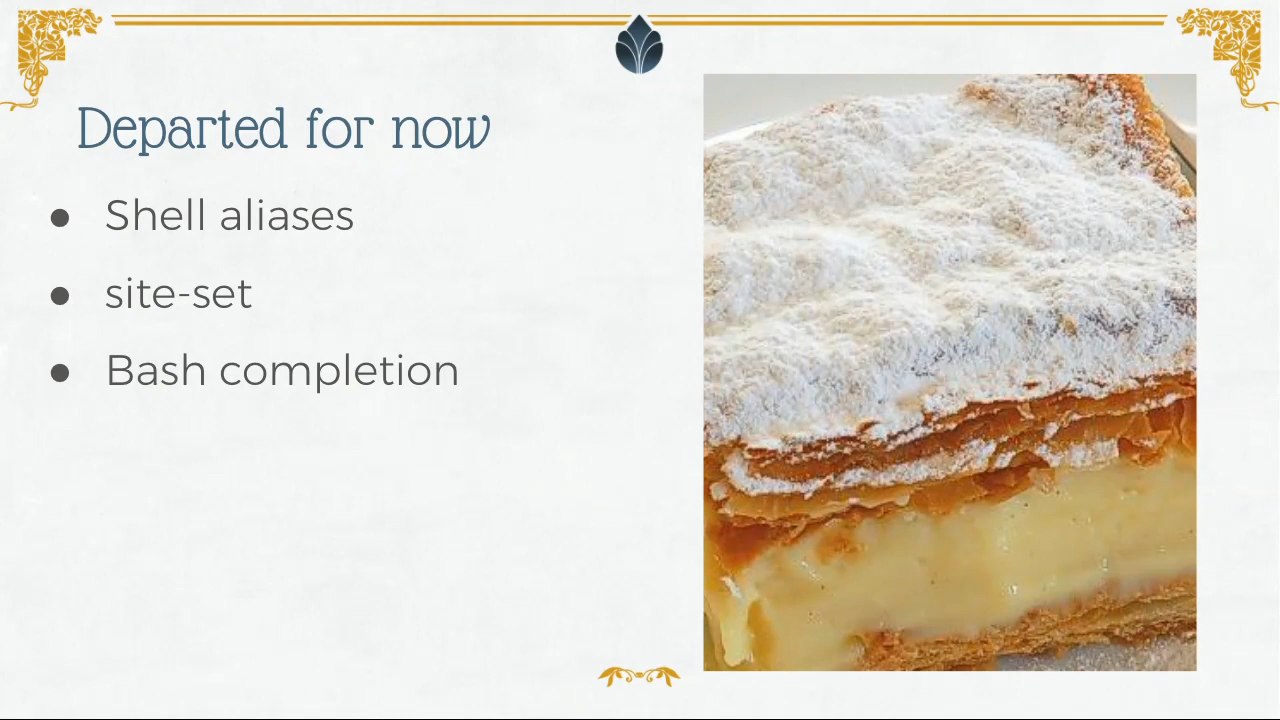 Departed for now
● Shell aliases
● site-set
● Bash completion